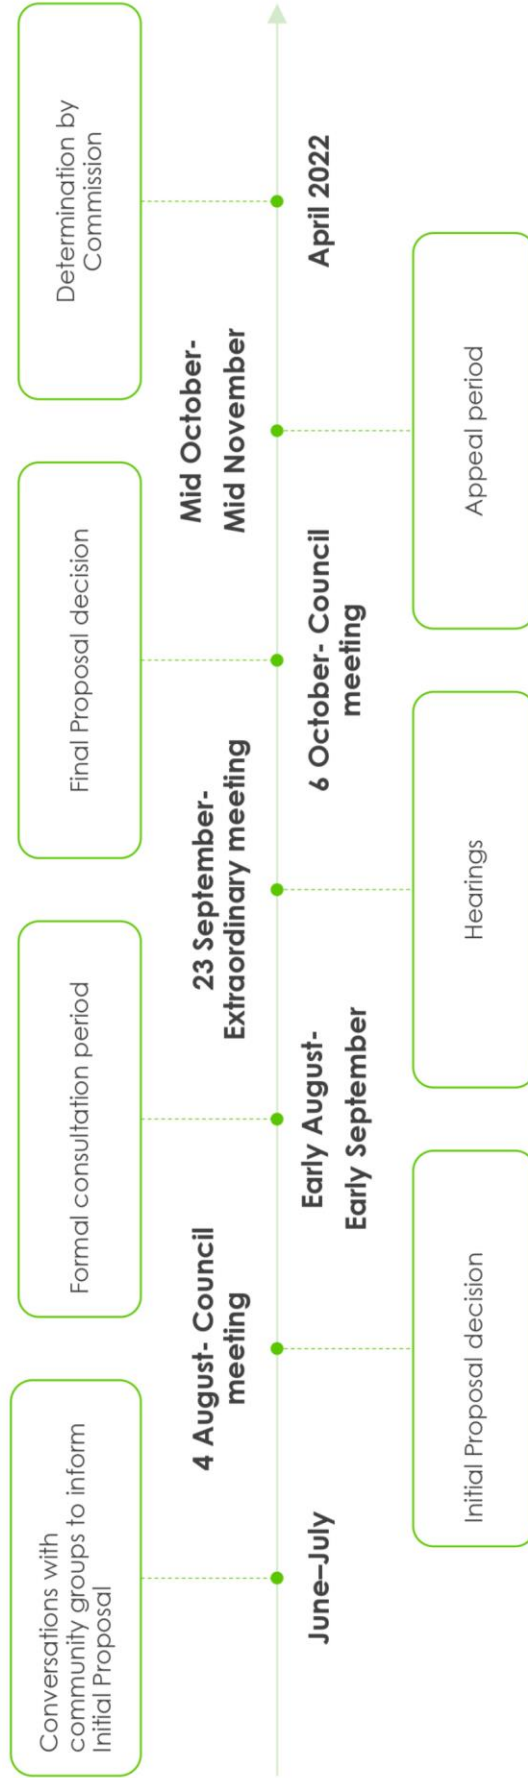 Conversations with
community groups to inform
Initial Proposal
June–July
4 August- Council
meeting
Initial Proposal decision
Formal consultation period
Early August-
Early September
23 September-
Extraordinary meeting
Hearings
Final Proposal decision
6 October- Council
meeting
Mid October-
Mid November
Appeal period
Determination by
Commission
April 2022